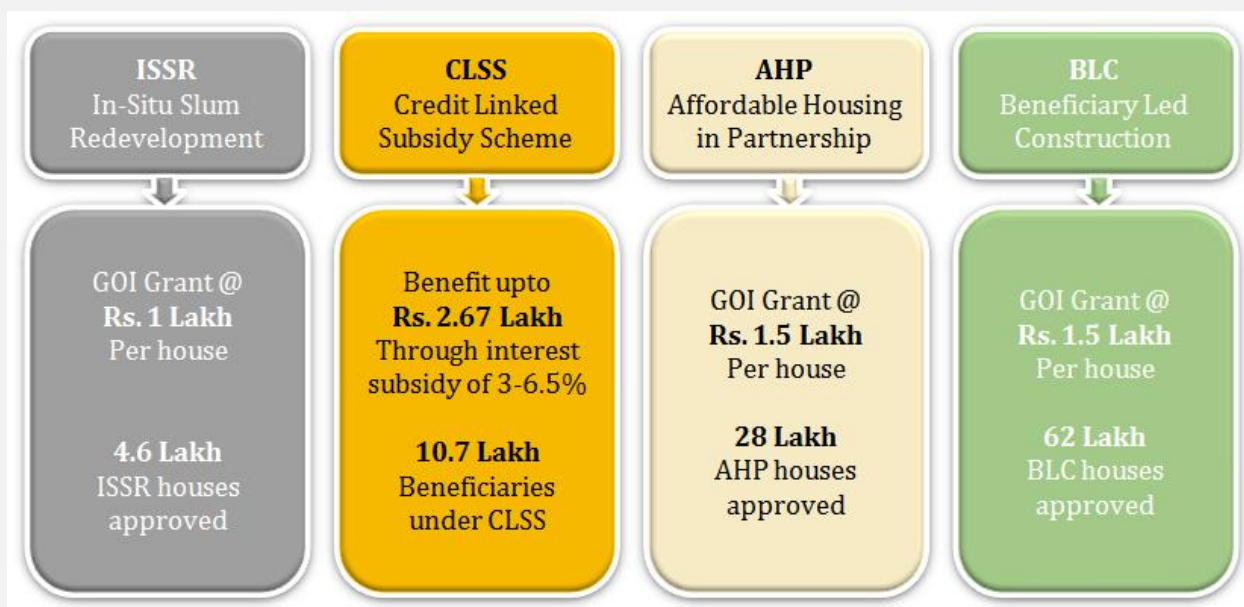 ISSR
In-Situ Slum
Redevelopment
GOI Grant @
Rs. 1 Lakh
Per house
4.6 Lakh
ISSR houses
approved
CLSS
Credit Linked
Subsidy Scheme
Benefit upto
Rs. 2.67 Lakh
Through interest
subsidy of 3-6.5%
10.7 Lakh
Beneficiaries
under CLSS
AHP
Affordable Housing
in Partnership
GOI Grant @
Rs. 1.5 Lakh
Per house
28 Lakh
AHP houses
approved
BLC
Beneficiary Led
Construction
GOI Grant @
Rs. 1.5 Lakh
Per house
62 Lakh
BLC houses
approved